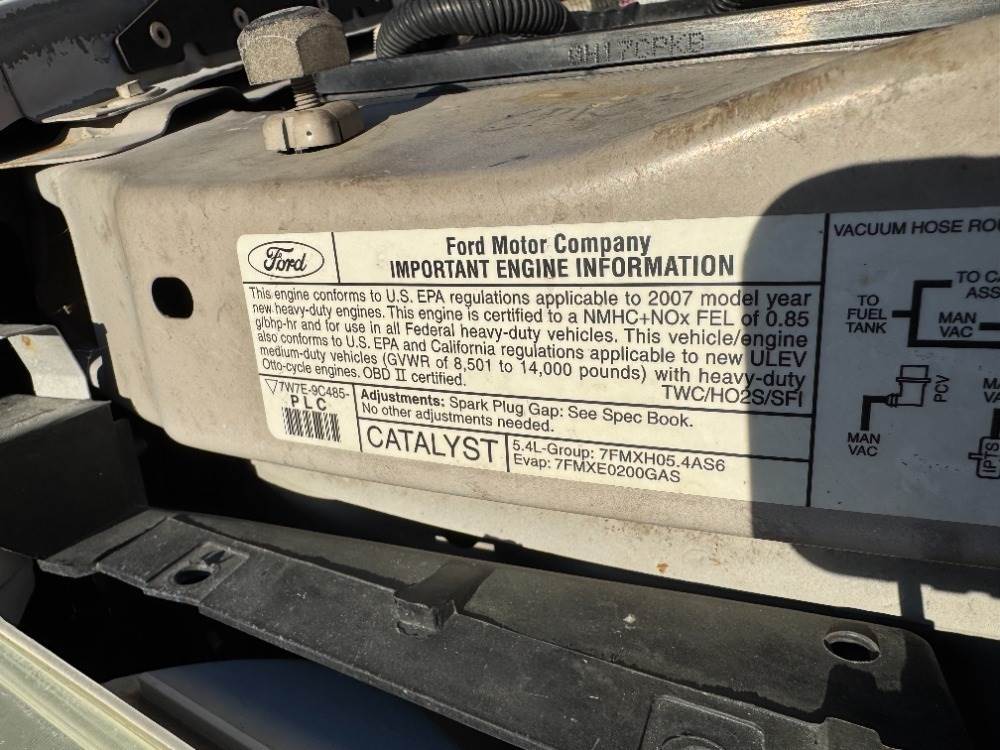 9H17CPKB
Ford
Ford Motor Company
IMPORTANT ENGINE INFORMATION
This engine conforms to U.S. EPA regulations applicable to 2007 model year
new heavy-duty engines. This engine is certified to a NMHC+NOx FEL of 0.85
g/bhp-hr and for use in all Federal heavy-duty vehicles. This vehicle/engine
also conforms to U.S. EPA and California regulations applicable to new ULEV
medium-duty vehicles (GVWR of 8,501 to 14,000 pounds) with heavy-duty
Otto-cycle engines. OBD II certified.
TWC/HO2S/SFI
▽7W7E-9C485-
PLC
Adjustments: Spark Plug Gap: See Spec Book.
No other adjustments needed.
CATALYST
5.4L-Group: 7FMXH05.4AS6
Evap: 7FMXE0200GAS
VACUUM HOSE
TO
FUEL
TANK
TO
MAN
VAC
PCV
MAN
VAC
IPTS